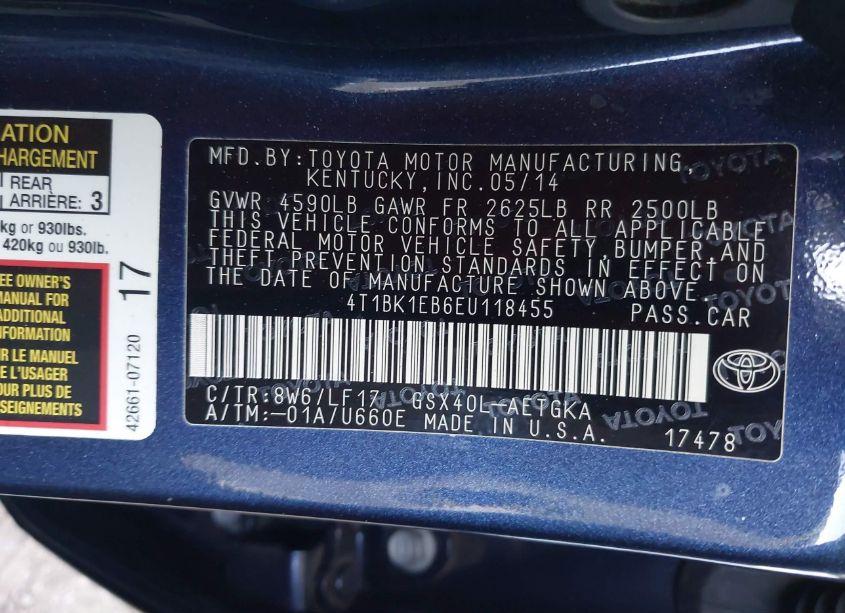 ATION
HARGEMENT
REAR
ARRIÈRE: 3
kg or 930lbs.
420kg ou 930lb.
EE OWNER'S
MANUAL FOR
ADDITIONAL
NFORMATION
R LE MANUEL
E L'USAGER
OUR PLUS DE
SEIGNEMENTS
17
42661-07120
MFD.BY:TOYOTA MOTOR MANUFACTURING,
KENTUCKY,INC.05/14
GVWR 4590LB GAWR FR 2625LB RR 2500LB
THIS VEHICLE CONFORMS TO ALL APPLICABLE
FEDERAL MOTOR VEHICLE SAFETY,BUMPER,AND
THEFT PREVENTION STANDARDS IN EFFECT ON
THE DATE OF MANUFACTURE SHOWN ABOVE.
4T1BK1EB6EU118455 PASS.CAR
C/TR:8W6/LF17 GSX40L-AETGKA
A/TM:-01A/U660E MADE IN U.S.A. 17478